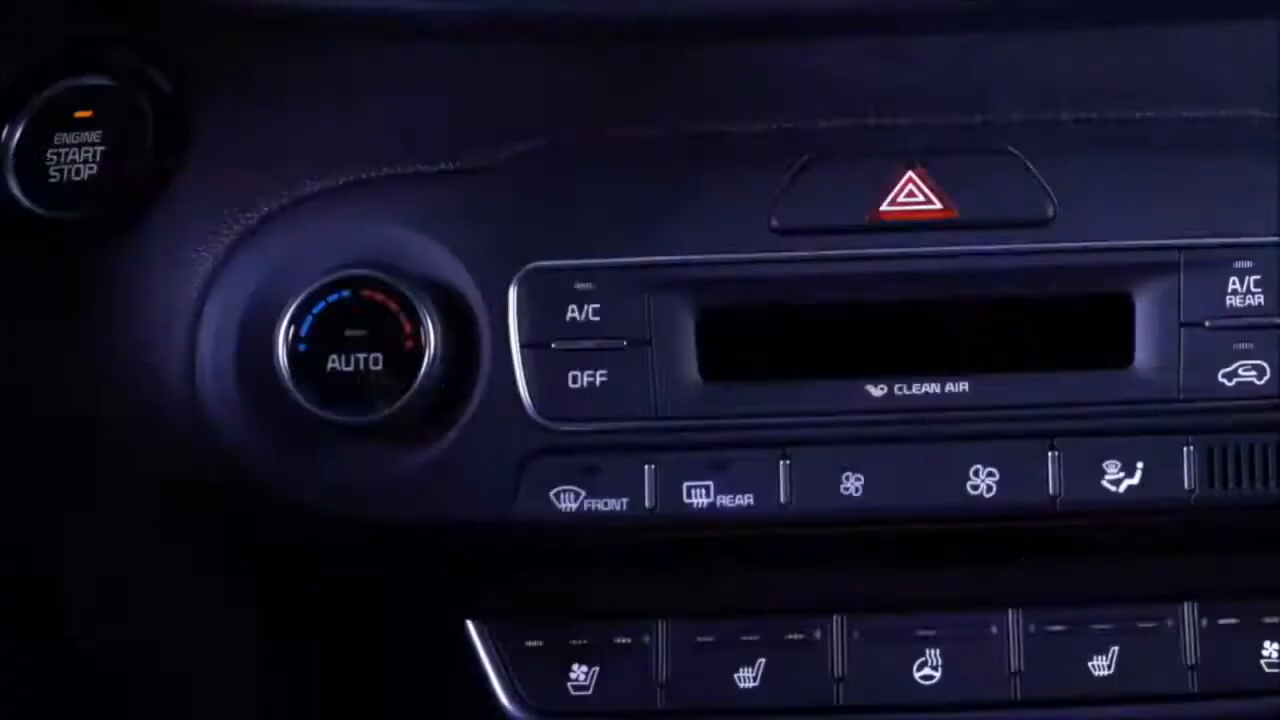 ENGINE
START
STOP
AUTO
A/C
OFF
CLEAN AIR
A/C
REAR
FRONT
REAR